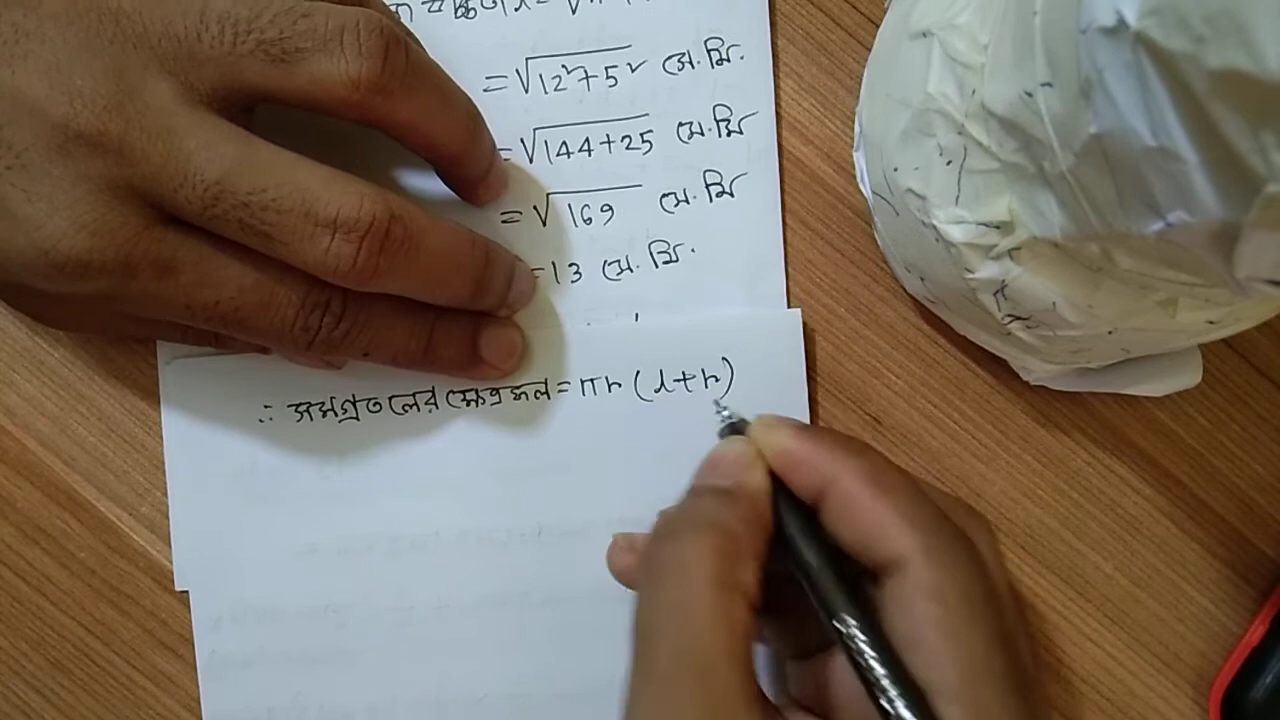 = √12²+5² সে.মি.
= √144+25 সে.মি
= √169 সে.মি
=13 সে.মি.
∴ সমগ্রতলের ক্ষেত্রফল = πr (l+r)